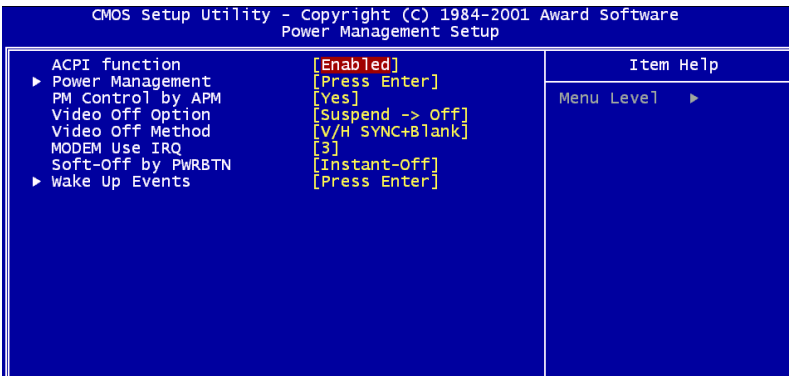 CMOS Setup Utility - Copyright (C) 1984-2001 Award Software
Power Management Setup
ACPI function [Enabled]
▶ Power Management [Press Enter]
PM Control by APM [Yes]
Video Off Option [Suspend -> Off]
Video Off Method [V/H SYNC+Blank]
MODEM Use IRQ [3]
Soft-Off by PWRBTN [Instant-Off]
▶ Wake Up Events [Press Enter]
Item Help
Menu Level ▶